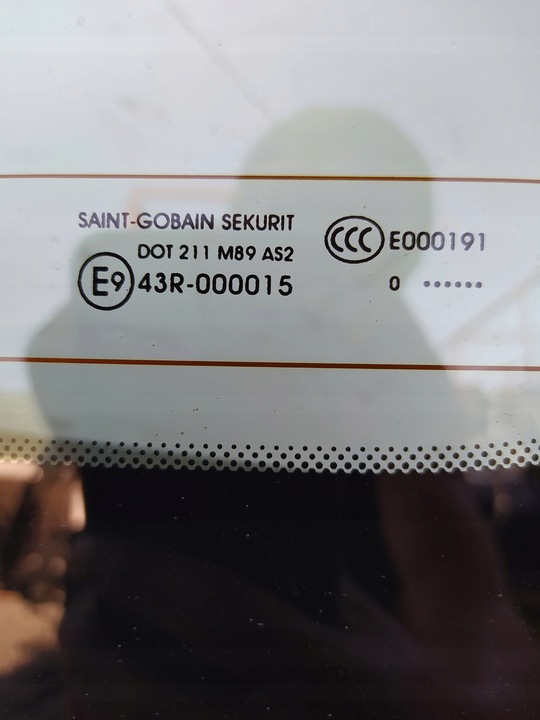 SAINT-GOBAIN SEKURIT
DOT 211 M89 AS2
E9 43R-000015
CCC E000191
0 ••••••